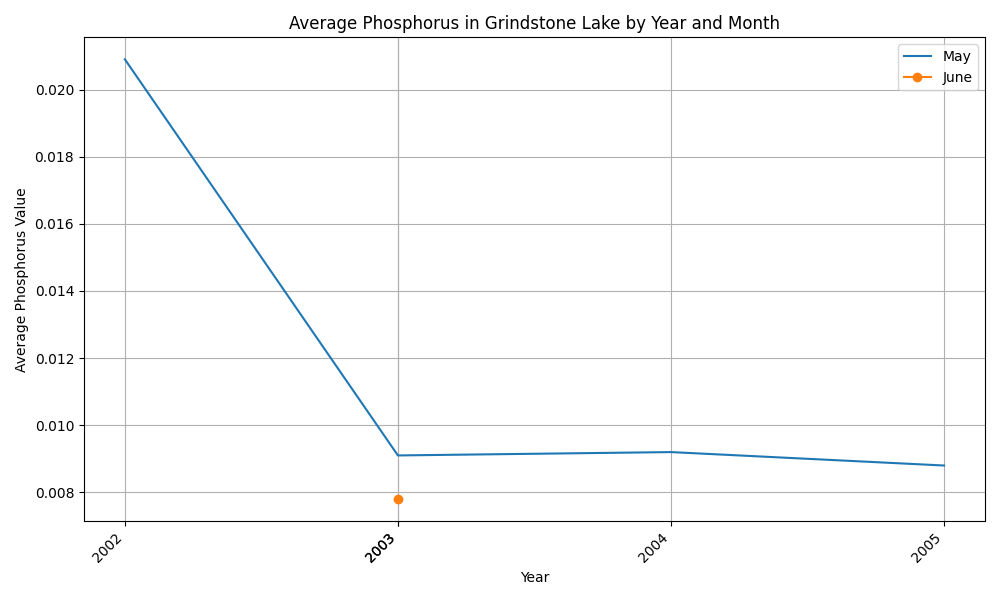 Average Phosphorus in Grindstone Lake by Year and Month
May
June
Average Phosphorus Value
0.020
0.018
0.016
0.014
0.012
0.010
0.008
2002
2003
2004
2005
Year